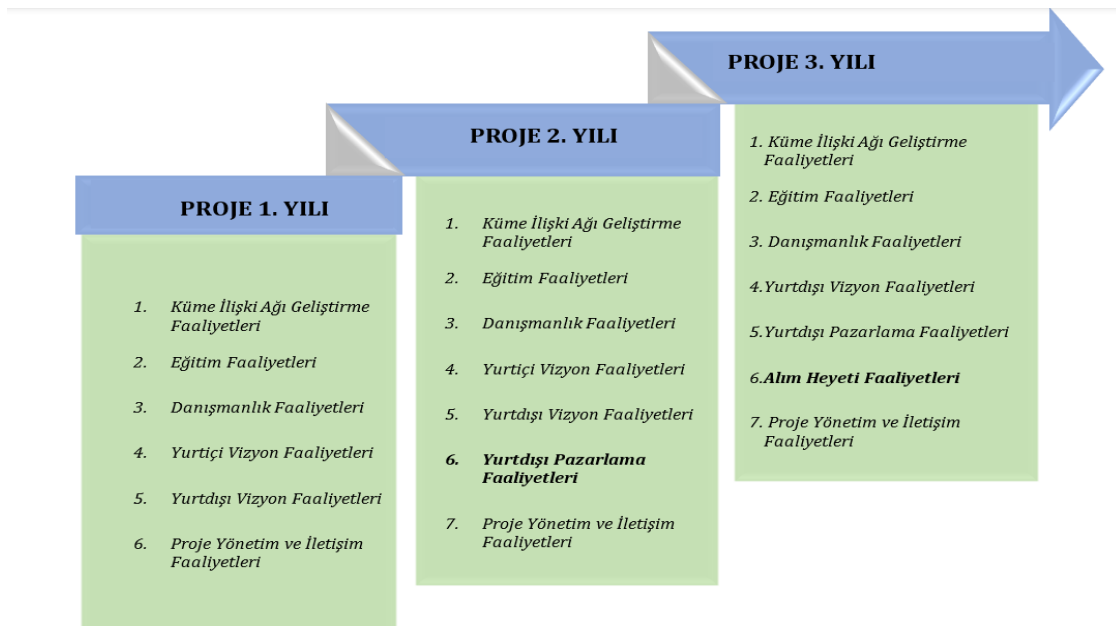 PROJE 1. YILI
1. Küme İlişki Ağı Geliştirme
Faaliyetleri
2. Eğitim Faaliyetleri
3. Danışmanlık Faaliyetleri
4. Yurtiçi Vizyon Faaliyetleri
5. Yurtdışı Vizyon Faaliyetleri
6. Proje Yönetim ve İletişim
Faaliyetleri
PROJE 2. YILI
1. Küme İlişki Ağı Geliştirme
Faaliyetleri
2. Eğitim Faaliyetleri
3. Danışmanlık Faaliyetleri
4. Yurtiçi Vizyon Faaliyetleri
5. Yurtdışı Vizyon Faaliyetleri
6. Yurtdışı Pazarlama
Faaliyetleri
7. Proje Yönetim ve İletişim
Faaliyetleri
PROJE 3. YILI
1. Küme İlişki Ağı Geliştirme
Faaliyetleri
2. Eğitim Faaliyetleri
3. Danışmanlık Faaliyetleri
4.Yurtdışı Vizyon Faaliyetleri
5.Yurtdışı Pazarlama Faaliyetleri
6.Alım Heyeti Faaliyetleri
7. Proje Yönetim ve İletişim
Faaliyetleri